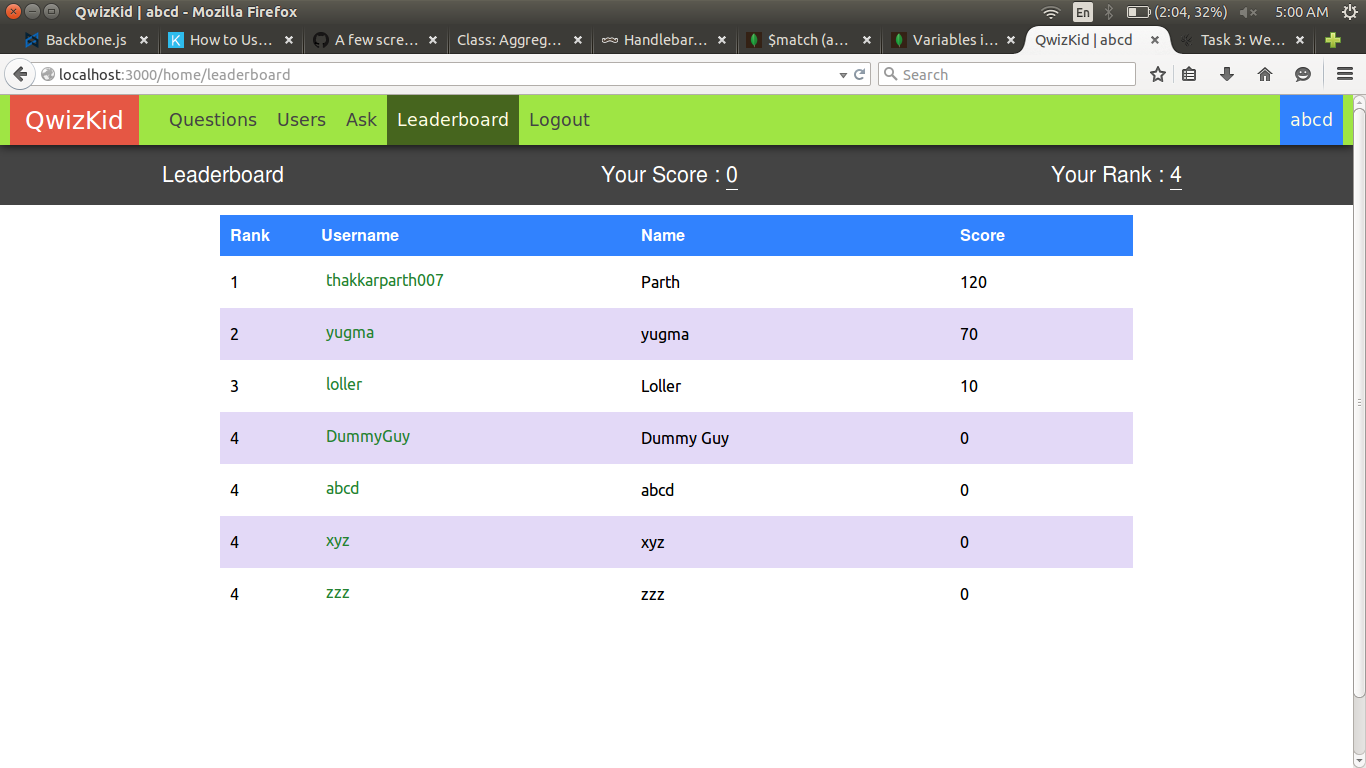 QwizKid | abcd - Mozilla Firefox
En
(2:04, 32%)
5:00 AM
Backbone.js
How to Us...
A few scre...
Class: Aggreg...
Handlebar...
$match (a...
Variables i...
QwizKid | abcd
Task 3: We...
localhost:3000/home/leaderboard
Search
QwizKid
Questions
Users
Ask
Leaderboard
Logout
abcd
Leaderboard
Your Score : 0
Your Rank : 4
Rank Username Name Score
1 thakkarparth007 Parth 120
2 yugma yugma 70
3 loller Loller 10
4 DummyGuy Dummy Guy 0
4 abcd abcd 0
4 xyz xyz 0
4 zzz zzz 0